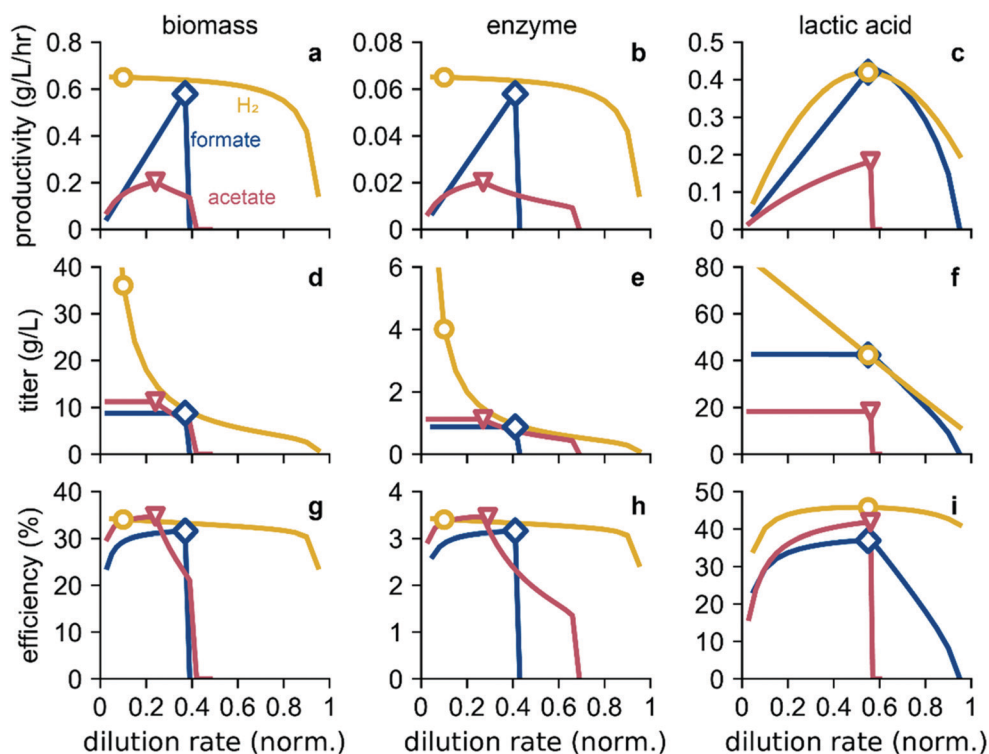 biomass enzyme lactic acid
productivity (g/L/hr)
0.8 a 0.08 b 0.5 c
0.6 0.06 0.4
0.4 0.04 0.3
0.2 0.02 0.2
0 0 0.1
0
H₂
formate
acetate
titer (g/L)
40 d 6 e 80 f
30 4 60
20 2 40
10 0 20
0 0
efficiency (%)
40 g 4 h 50 i
30 3 40
20 2 30
10 1 20
0 0 10
0
0 0.2 0.4 0.6 0.8 1 0 0.2 0.4 0.6 0.8 1 0 0.2 0.4 0.6 0.8 1
dilution rate (norm.) dilution rate (norm.) dilution rate (norm.)